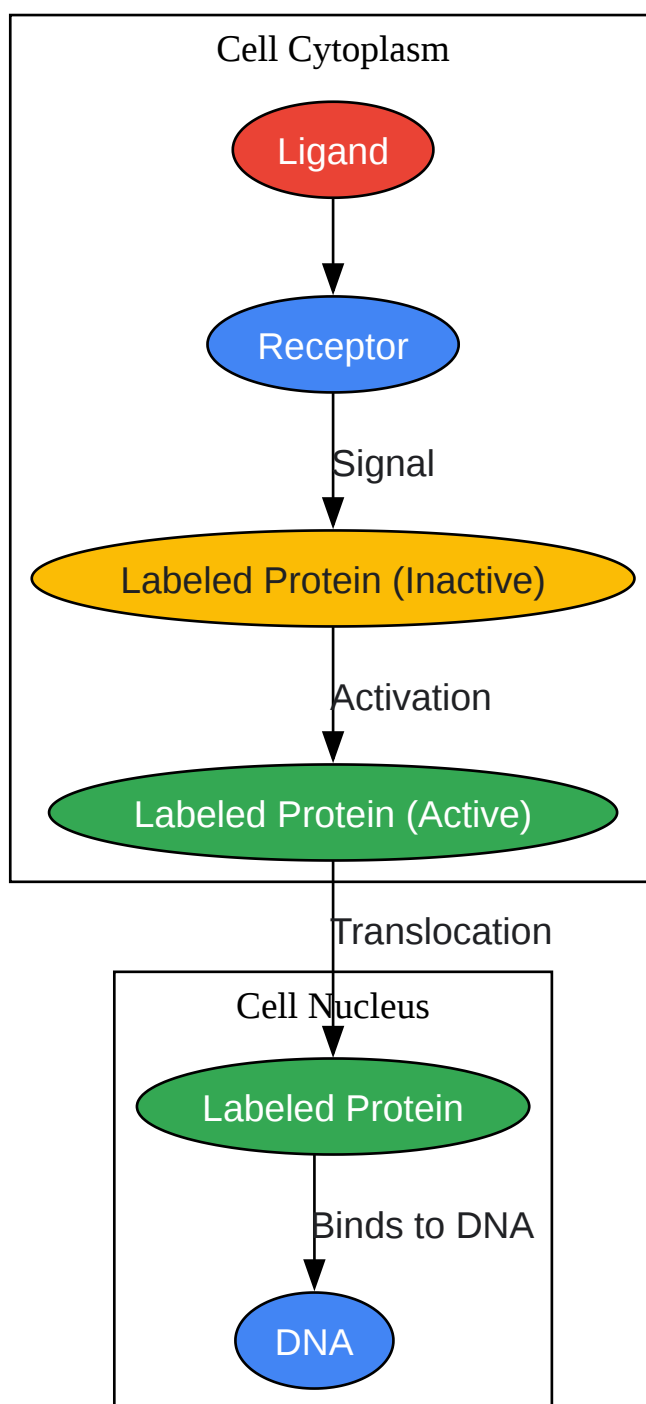 Cell Cytoplasm
Ligand
Receptor
Signal
Labeled Protein (Inactive)
Activation
Labeled Protein (Active)
Translocation
Cell Nucleus
Labeled Protein
Binds to DNA
DNA